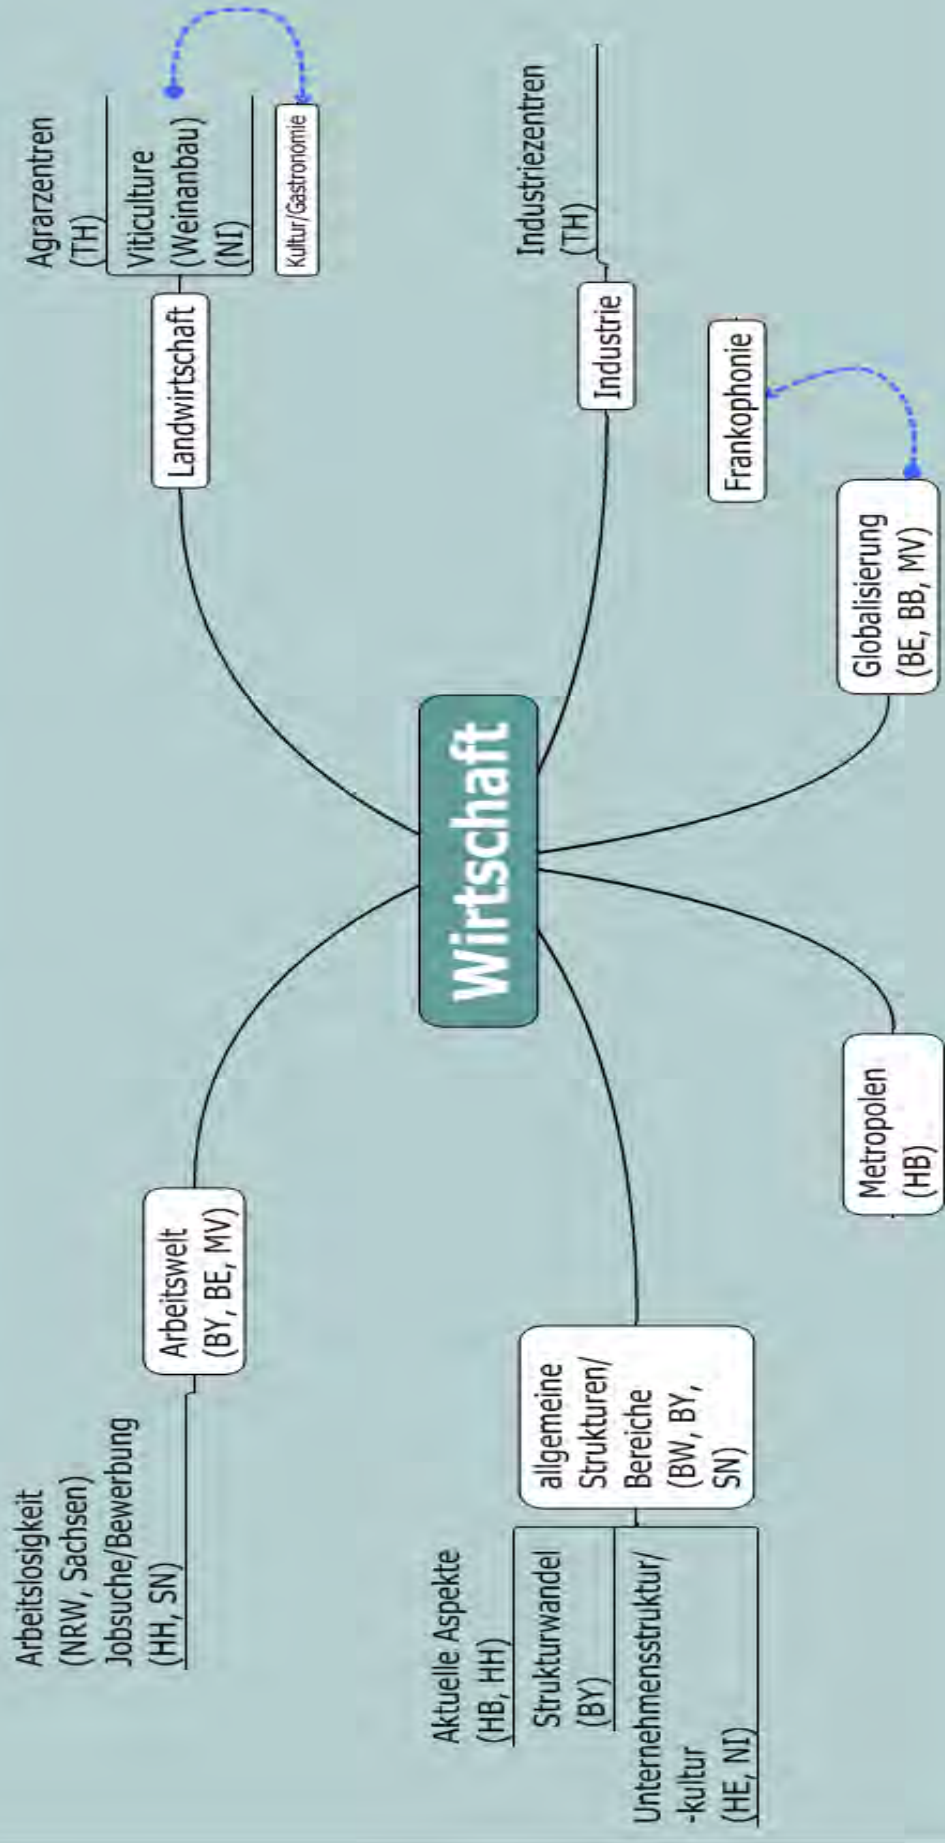 Arbeitslosigkeit
(NRW, Sachsen)
Jobsuche/Bewerbung
(HH, SN)
Arbeitswelt
(BY, BE, MV)
Agrarzentren
(TH)
Viticulture
(Weinanbau)
(NI)
Landwirtschaft
Kultur/Gastronomie
Wirtschaft
Aktuelle Aspekte
(HB, HH)
Strukturwandel
(BY)
Unternehmensstruktur/
-kultur
(HE, NI)
allgemeine
Strukturen/
Bereiche
(BW, BY,
SN)
Industriezentren
(TH)
Industrie
Frankophonie
Metropolen
(HB)
Globalisierung
(BE, BB, MV)